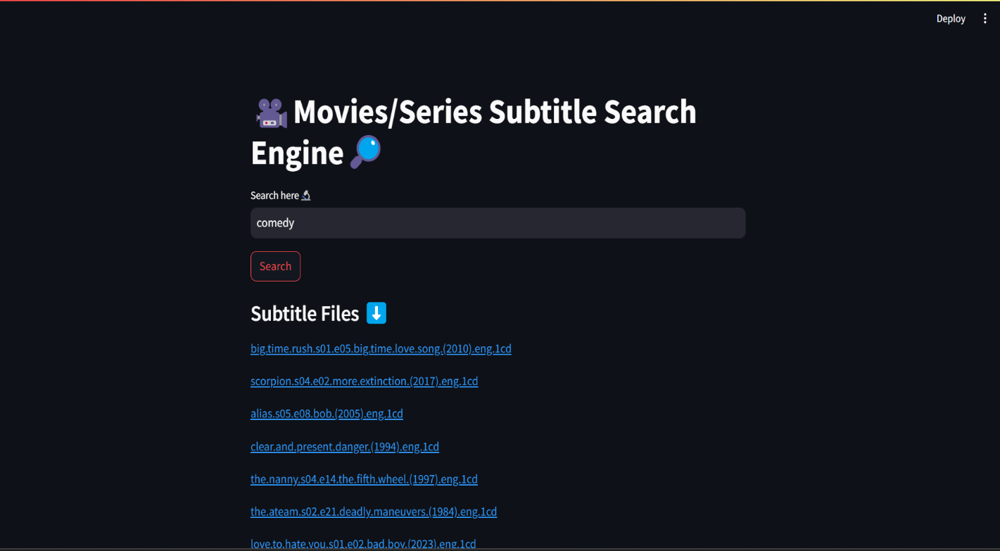 Deploy
Movies/Series Subtitle Search
Engine
Search here
comedy
Search
Subtitle Files
big.time.rush.s01.e05.big.time.love.song.(2010).eng.1cd
scorpion.s04.e02.more.extinction.(2017).eng.1cd
alias.s05.e08.bob.(2005).eng.1cd
clear.and.present.danger.(1994).eng.1cd
the.nanny.s04.e14.the.fifth.wheel.(1997).eng.1cd
the.ateam.s02.e21.deadly.maneuvers.(1984).eng.1cd
love.to.hate.you.s01.e02.bad.boy.(2023).eng.1cd